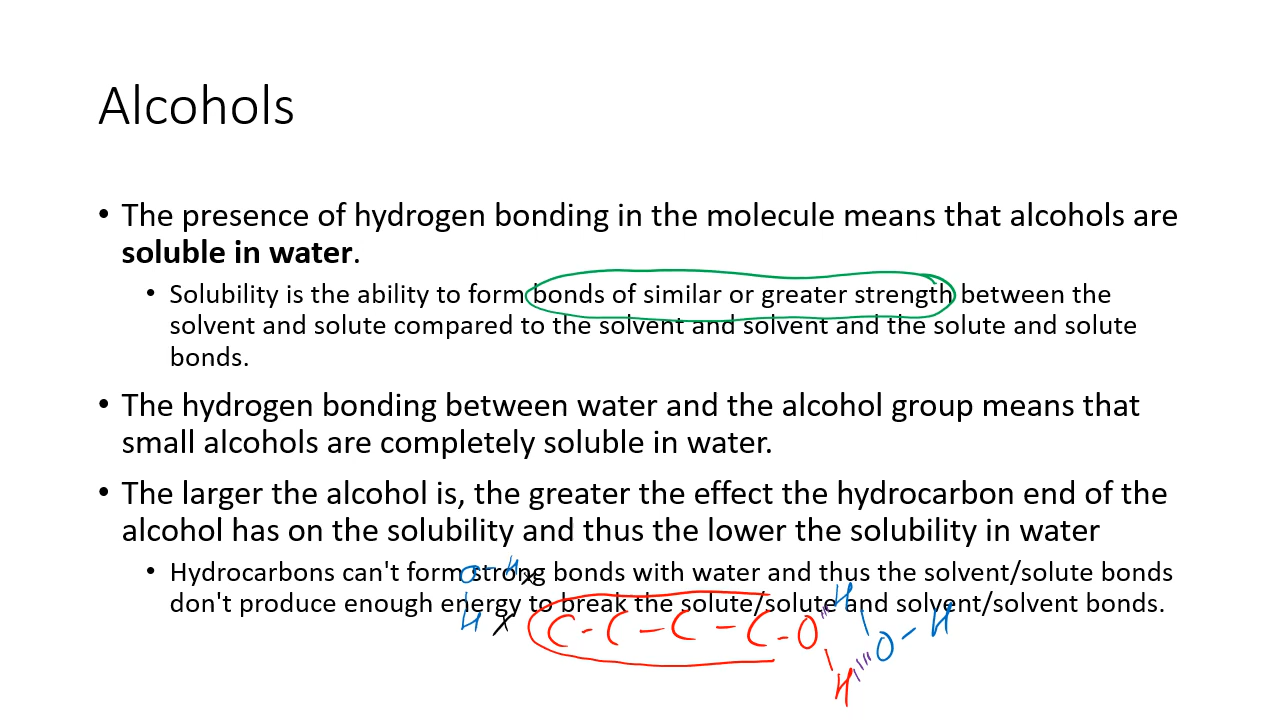 Alcohols
• The presence of hydrogen bonding in the molecule means that alcohols are
soluble in water.
• Solubility is the ability to form bonds of similar or greater strength between the
solvent and solute compared to the solvent and solvent and the solute and solute
bonds.
• The hydrogen bonding between water and the alcohol group means that
small alcohols are completely soluble in water.
• The larger the alcohol is, the greater the effect the hydrocarbon end of the
alcohol has on the solubility and thus the lower the solubility in water
• Hydrocarbons can't form strong bonds with water and thus the solvent/solute bonds
don't produce enough energy to break the solute/solute and solvent/solvent bonds.
O - H x
H x C - C - C - C - O H
O - H
H